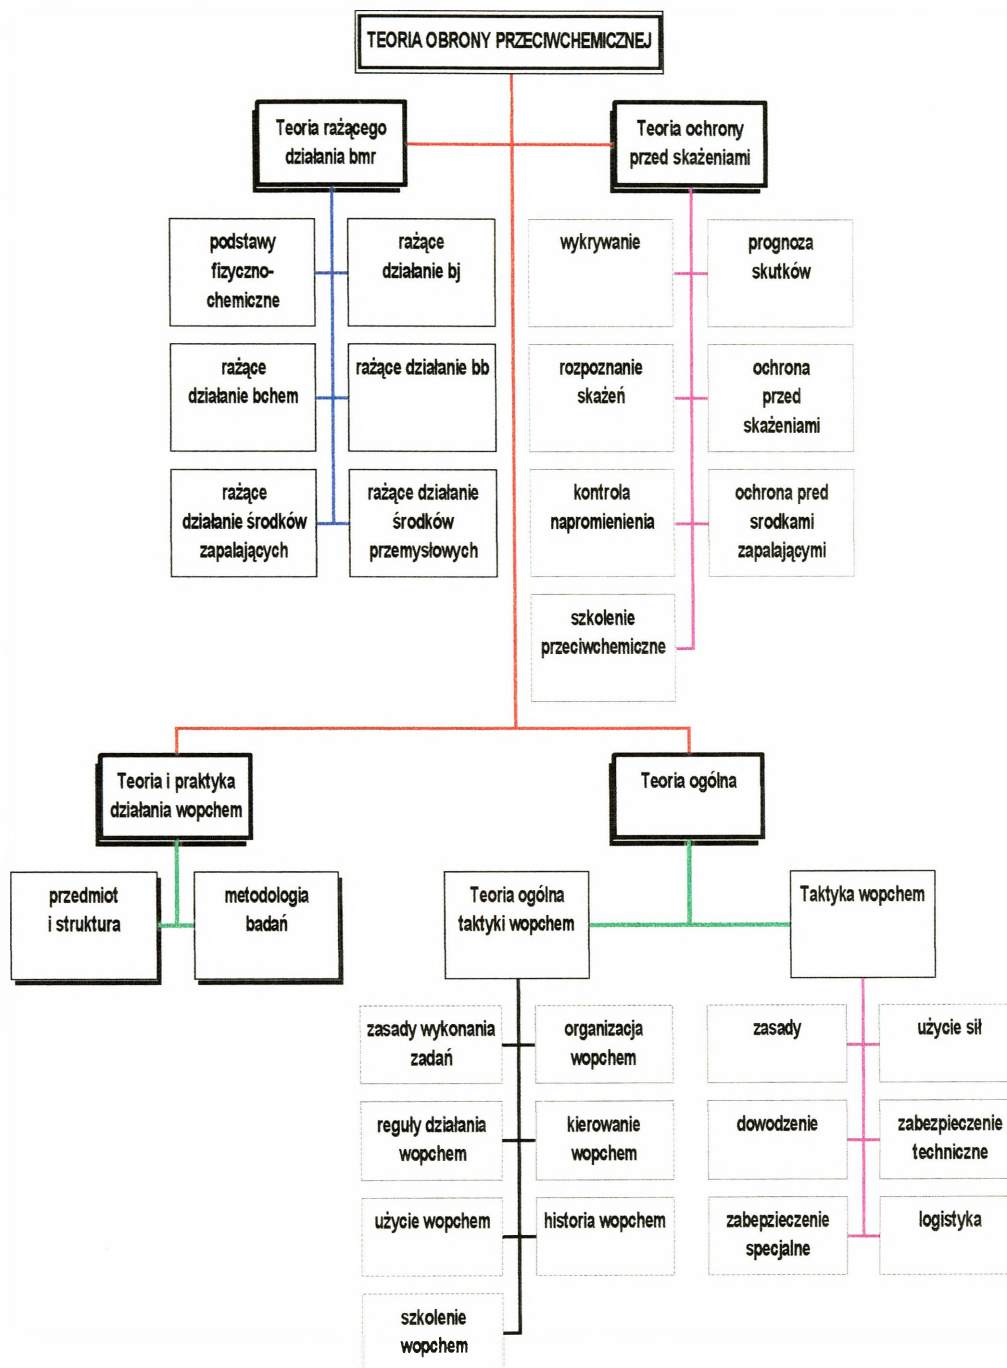 TEORIA OBRONY PRZECIWCHEMICZNEJ
Teoria rażącego
działania bmr
Teoria ochrony
przed skażeniami
podstawy
fizyczno-
chemiczne
rażące
działanie bj
rażące
działanie bchem
rażące działanie bb
rażące
działanie środków
zapalających
rażące działanie
środków
przemysłowych
wykrywanie
prognoza
skutków
rozpoznanie
skażeń
ochrona
przed
skażeniami
kontrola
napromienienia
ochrona pred
srodkami
zapalającymi
szkolenie
przeciwchemiczne
Teoria i praktyka
działania wopchem
Teoria ogólna
przedmiot
i struktura
metodologia
badań
Teoria ogólna
taktyki wopchem
Taktyka wopchem
zasady wykonania
zadań
organizacja
wopchem
reguły działania
wopchem
kierowanie
wopchem
użycie wopchem
historia wopchem
szkolenie
wopchem
zasady
użycie sił
dowodzenie
zabezpieczenie
techniczne
zabepzieczenie
specjalne
logistyka